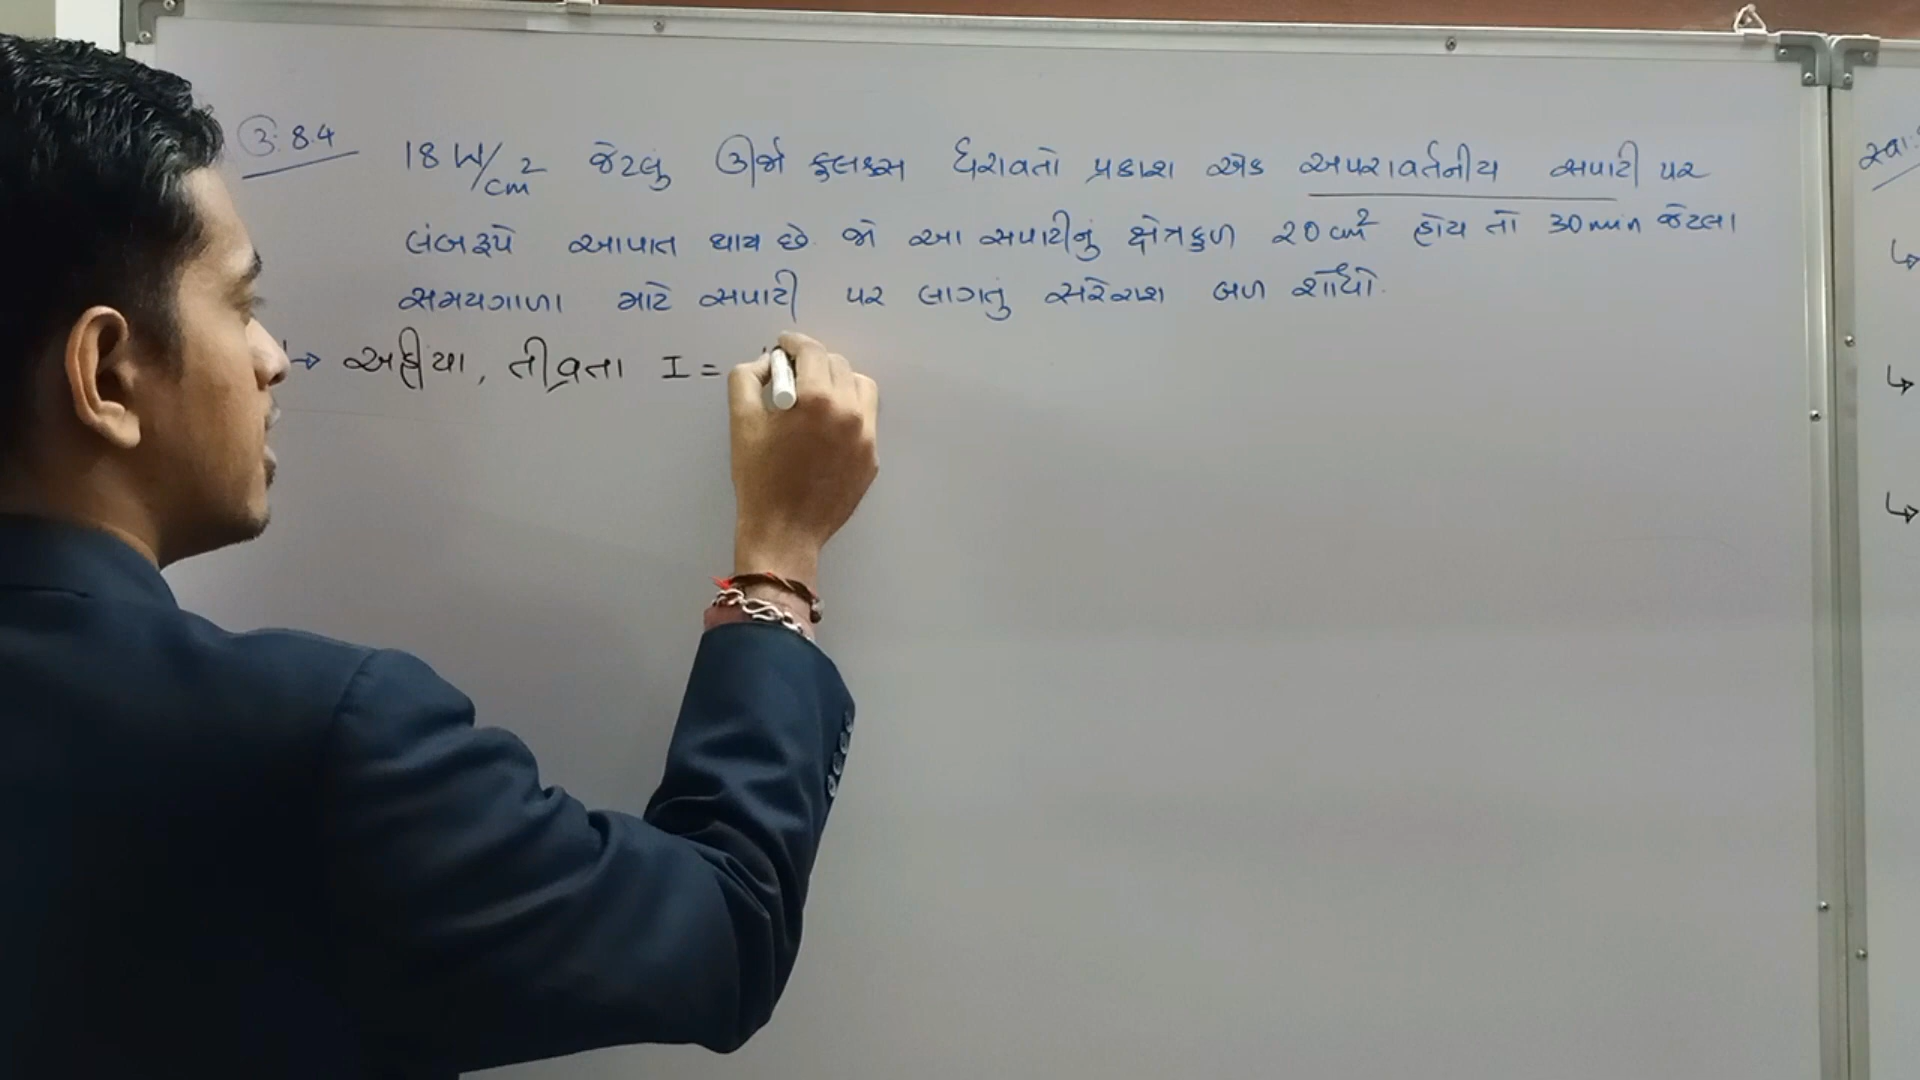 ઉ. 8.4 18 W/cm² જેટલું ઊર્જા ફ્લક્સ ધરાવતો પ્રકાશ એક અપરાવર્તનીય સપાટી પર
લંબરૂપે આપાત થાય છે. જો આ સપાટીનું ક્ષેત્રફળ 20 cm² હોય તો 30 min જેટલા
સમયગાળા માટે સપાટી પર લાગતું સરેરાશ બળ શોધો.
↳ અહીંયા, તીવ્રતા I =
સ્વા.